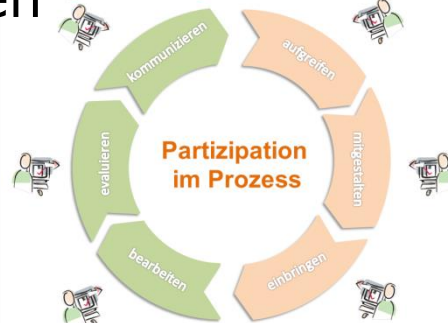 Partizipation
im Prozess
aufgreifen
mitgestalten
einbringen
bearbeiten
evaluieren
kommunizieren